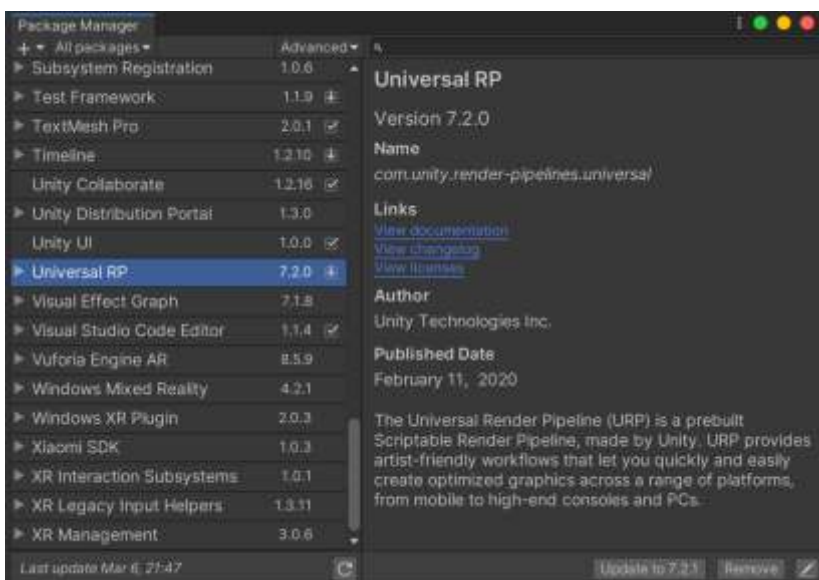 Package Manager
+ All packages Advanced
Subsystem Registration 1.0.6
Test Framework 1.1.9
TextMesh Pro 2.0.1
Timeline 1.2.10
Unity Collaborate 1.2.16
Unity Distribution Portal 1.3.0
Unity UI 1.0.0
Universal RP 7.2.0
Visual Effect Graph 7.1.8
Visual Studio Code Editor 1.1.4
Vuforia Engine AR 8.5.9
Windows Mixed Reality 4.2.1
Windows XR Plugin 2.0.3
Xiaomi SDK 1.0.3
XR Interaction Subsystems 1.0.1
XR Legacy Input Helpers 1.3.11
XR Management 3.0.6
Last update Mar 6, 21:47
Universal RP
Version 7.2.0
Name
com.unity.render-pipelines.universal
Links
View documentation
View changelog
View licenses
Author
Unity Technologies Inc.
Published Date
February 11, 2020
The Universal Render Pipeline (URP) is a prebuilt
Scriptable Render Pipeline, made by Unity. URP provides
artist-friendly workflows that let you quickly and easily
create optimized graphics across a range of platforms,
from mobile to high-end consoles and PCs.
Update to 7.2.1 Remove